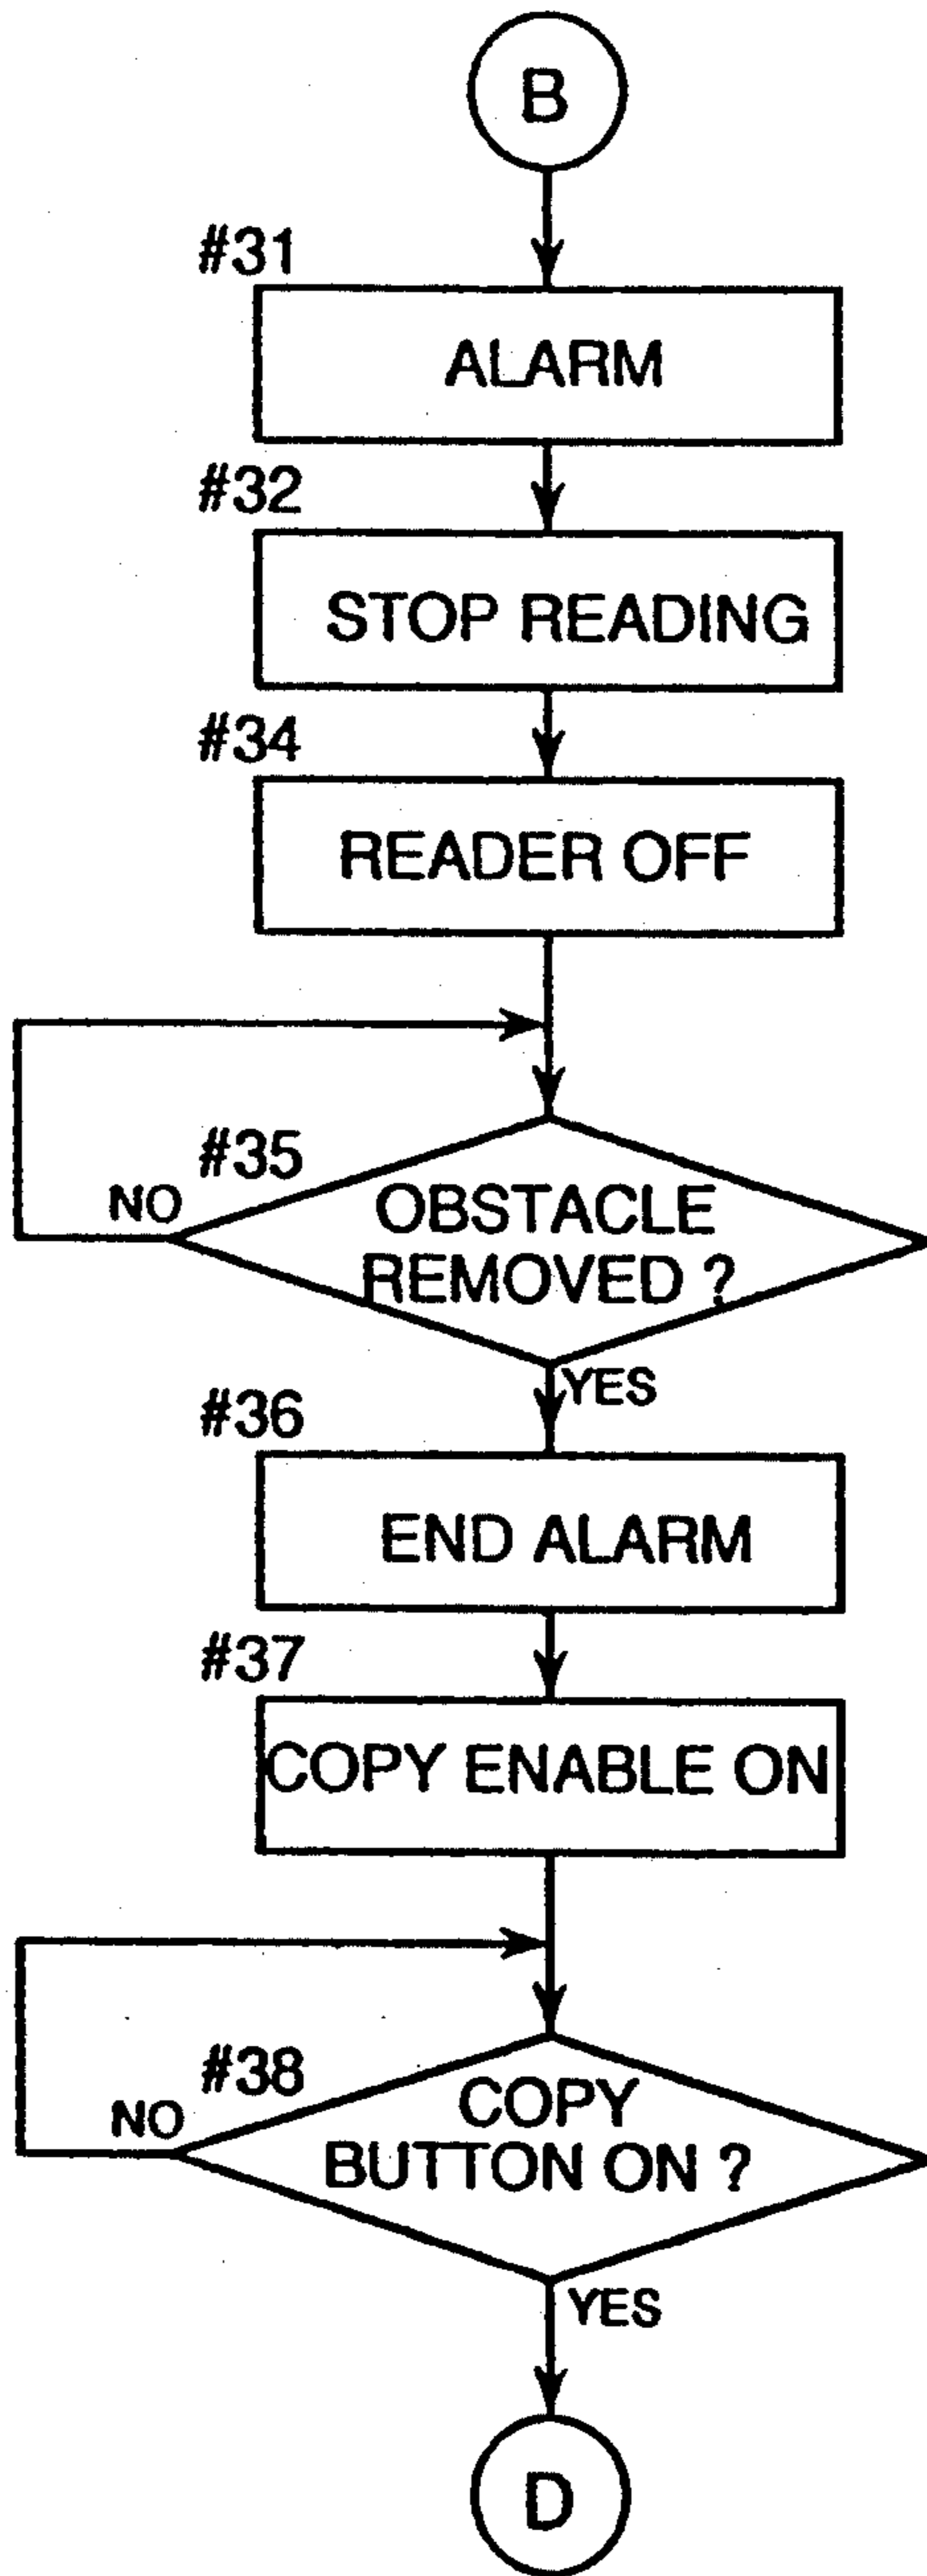 B
#31
ALARM
#32
STOP READING
#34
READER OFF
#35
NO
OBSTACLE
REMOVED ?
YES
#36
END ALARM
#37
COPY ENABLE ON
#38
NO
COPY
BUTTON ON ?
YES
D